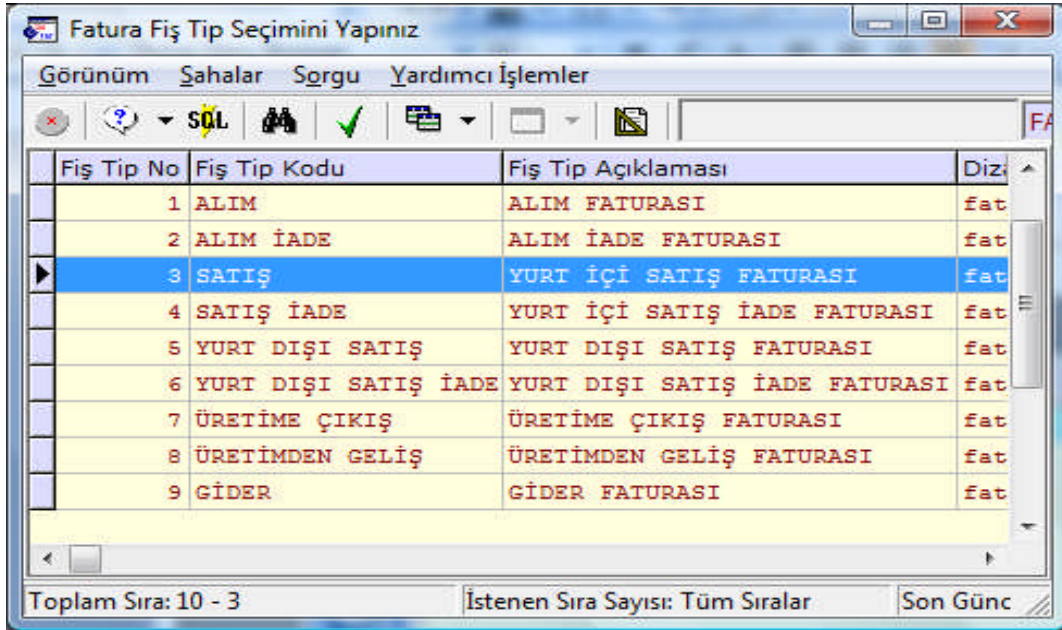 Fatura Fiş Tip Seçimini Yapınız
Görünüm Sahalar Sorgu Yardımcı İşlemler
SQL FA
Fiş Tip No Fiş Tip Kodu Fiş Tip Açıklaması Diza
1 ALIM ALIM FATURASI fat
2 ALIM İADE ALIM İADE FATURASI fat
3 SATIŞ YURT İÇİ SATIŞ FATURASI fat
4 SATIŞ İADE YURT İÇİ SATIŞ İADE FATURASI fat
5 YURT DIŞI SATIŞ YURT DIŞI SATIŞ FATURASI fat
6 YURT DIŞI SATIŞ İADE YURT DIŞI SATIŞ İADE FATURASI fat
7 ÜRETİME ÇIKIŞ ÜRETİME ÇIKIŞ FATURASI fat
8 ÜRETİMDEN GELİŞ ÜRETİMDEN GELİŞ FATURASI fat
9 GİDER GİDER FATURASI fat
Toplam Sıra: 10 - 3 İstenen Sıra Sayısı: Tüm Sıralar Son Günc